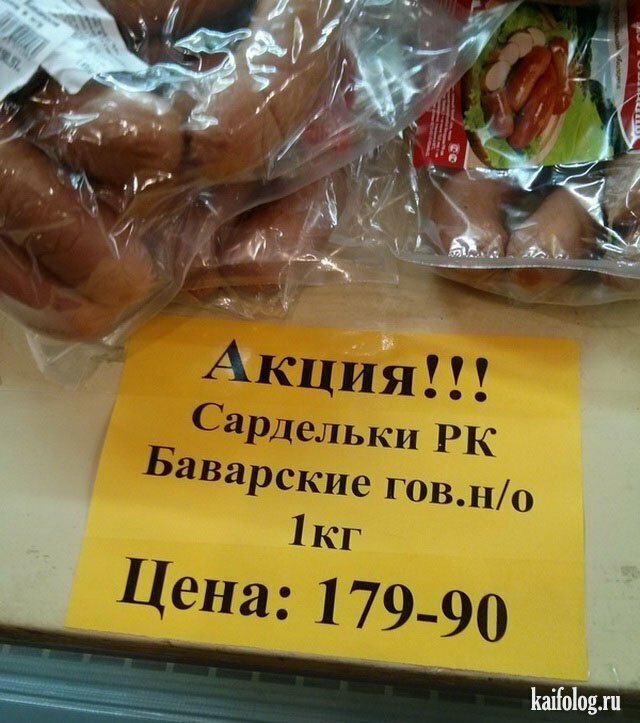 Акция!!!
Сардельки РК
Баварские гов.н/о
1кг
Цена: 179-90
kaifolog.ru